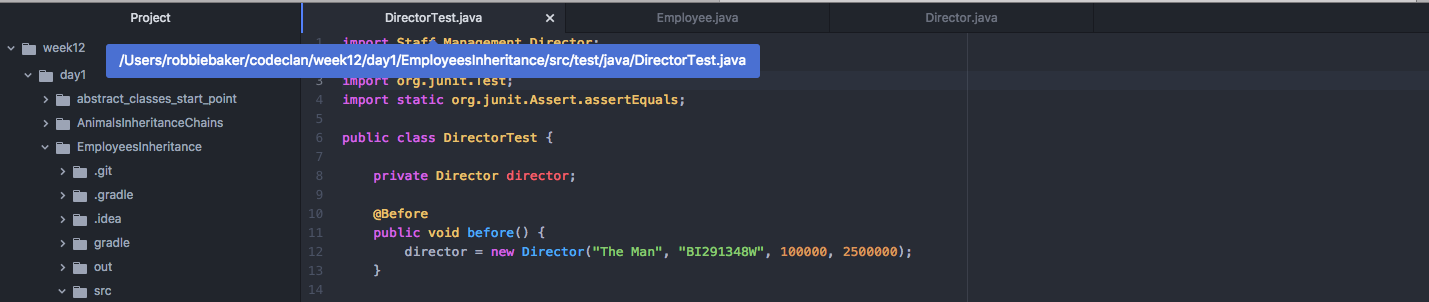 Project
DirectorTest.java
Employee.java
Director.java
week12
day1
abstract_classes_start_point
AnimalsInheritanceChains
EmployeesInheritance
.git
.gradle
.idea
gradle
out
src
/Users/robbiebaker/codeclan/week12/day1/EmployeesInheritance/src/test/java/DirectorTest.java
1 import Staff.Management.Director;
3 import org.junit.Test;
4 import static org.junit.Assert.assertEquals;
5
6 public class DirectorTest {
7
8 private Director director;
9
10 @Before
11 public void before() {
12 director = new Director("The Man", "BI291348W", 100000, 2500000);
13 }
14